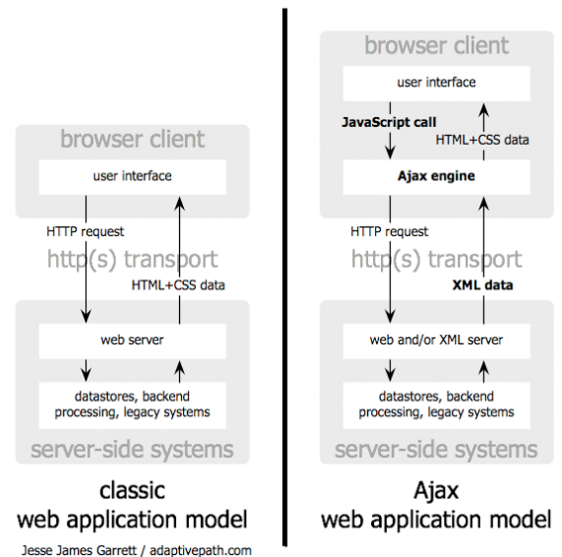 browser client
user interface
HTTP request
http(s) transport
HTML+CSS data
web server
datastores, backend
processing, legacy systems
server-side systems
classic
web application model
Jesse James Garrett / adaptivepath.com
browser client
user interface
JavaScript call
HTML+CSS data
Ajax engine
HTTP request
http(s) transport
XML data
web and/or XML server
datastores, backend
processing, legacy systems
server-side systems
Ajax
web application model